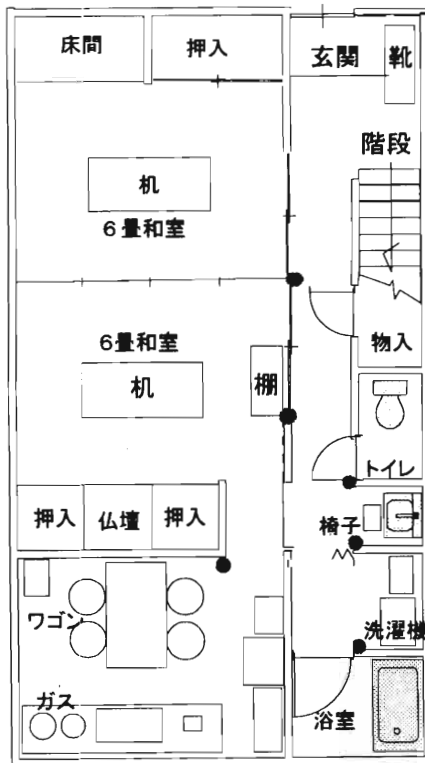 床間
押入
玄関
靴
階段
机
6畳和室
6畳和室
机
棚
物入
トイレ
押入
仏壇
押入
椅子
ワゴン
洗濯機
ガス
浴室